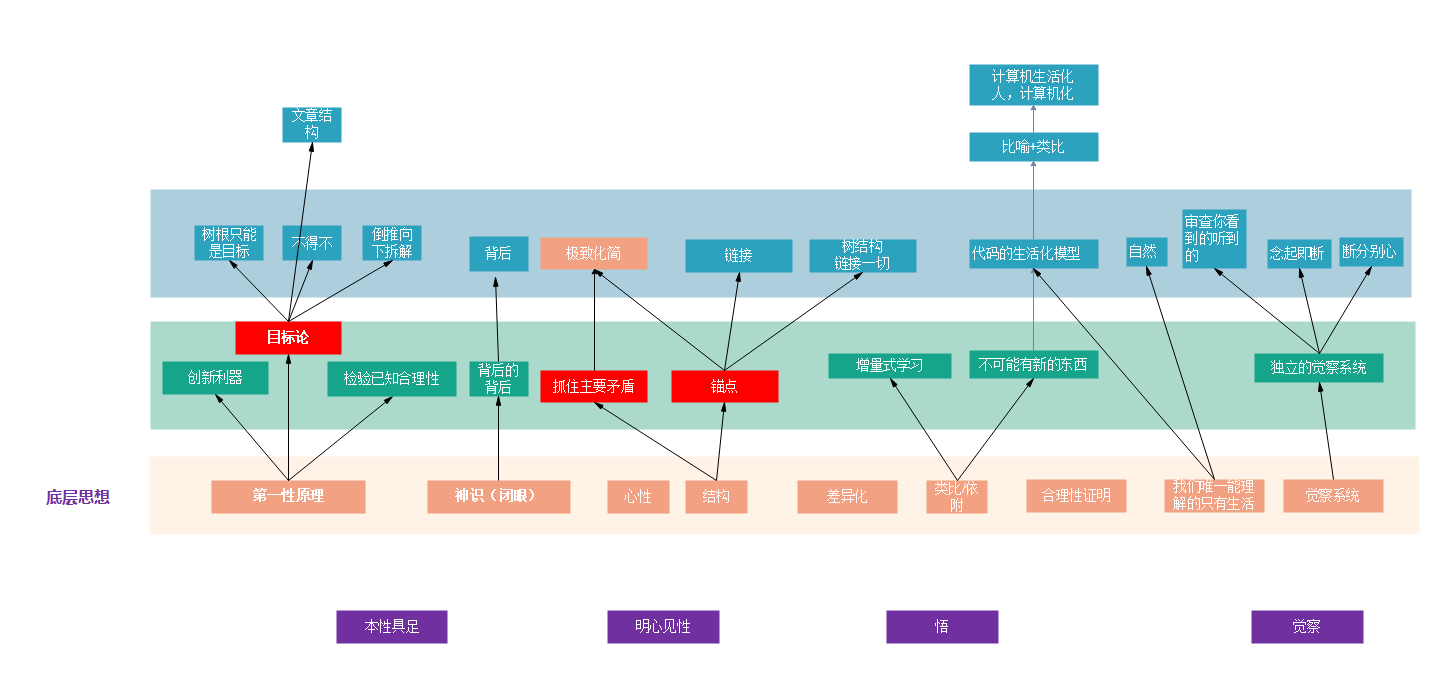 计算机生活化
人，计算机化
文章结
构
比喻+类比
树根只能
是目标
不得不
倒推向
下拆解
背后
极致化简
链接
树结构
链接一切
代码的生活化模型
自然
审查你看
到的听到
的
念起即断
断分别心
目标论
创新利器
检验已知合理性
背后的
背后
抓住主要矛盾
锚点
增量式学习
不可能有新的东西
独立的觉察系统
底层思想
第一性原理
神识（闭眼）
心性
结构
差异化
类比/依
附
合理性证明
我们唯一能理
解的只有生活
觉察系统
本性具足
明心见性
悟
觉察